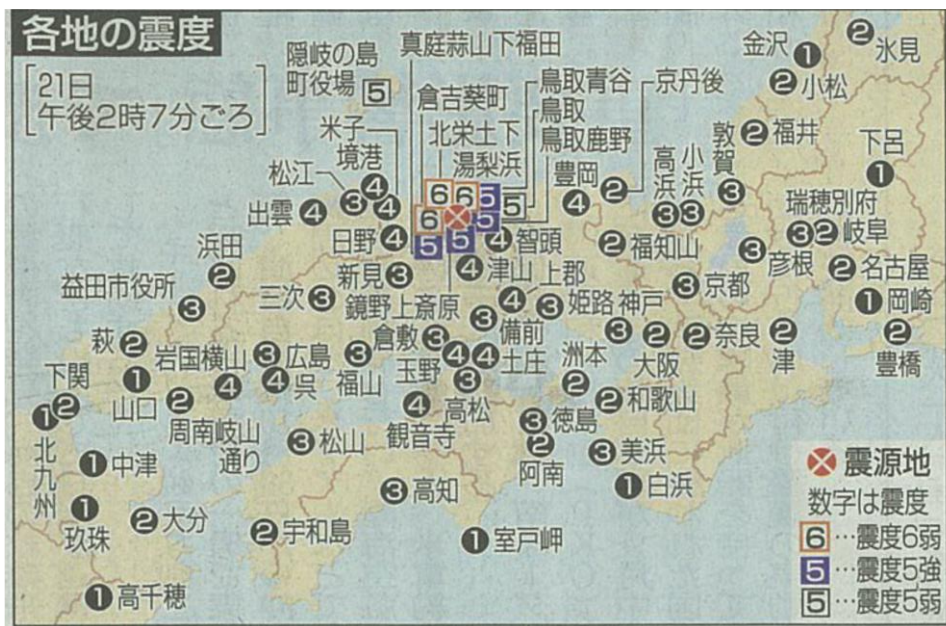 各地の震度
21日
午後2時7分ごろ
隠岐の島
町役場 5
真庭蒜山下福田
倉吉葵町
北栄土下
湯梨浜
鳥取青谷
鳥取
鳥取鹿野
京丹後 2
米子
境港
松江 3
4
4
出雲 4
6 6 5
6 5 5
5 5
豊岡 4
高浜 3
小浜 3
敦賀 3
金沢 1
氷見 2
小松 2
福井 2
下呂 1
瑞穂別府 3
岐阜 2
日野 4
智頭 4
福知山 2
彦根 3
名古屋 2
岡崎 1
豊橋 2
浜田 2
新見 3
津山 4
上郡 4
京都 3
益田市役所 3
三次 3
鏡野上斎原
備前 3
姫路 3
神戸 3
大阪 2
奈良 2
津 2
萩 2
岩国横山 4
広島 3
呉 4
福山 3
倉敷 3
玉野 4
土庄 4
洲本 2
和歌山 2
下関 2
山口 1
周南岐山
通り 2
観音寺 4
高松 3
徳島 3
阿南 2
美浜 3
白浜 1
北九州 1
中津 1
玖珠 1
大分 2
松山 3
高知 3
宇和島 2
室戸岬 1
高千穂 1
震源地
数字は震度
6…震度6弱
5…震度5強
5…震度5弱